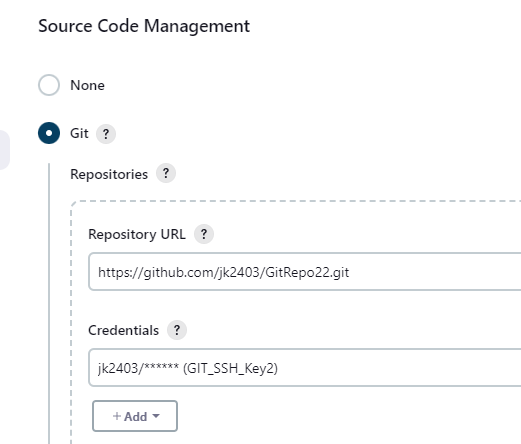 Source Code Management
None
Git ?
Repositories ?
Repository URL ?
https://github.com/jk2403/GitRepo22.git
Credentials ?
jk2403/****** (GIT_SSH_Key2)
+ Add